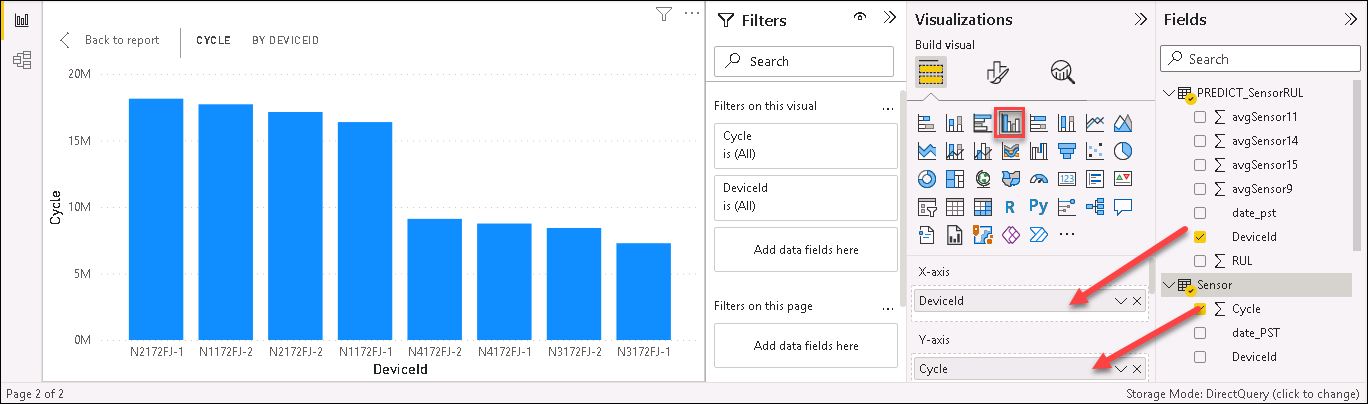 Back to report
CYCLE
BY DEVICEID
20M
15M
10M
5M
0M
Cycle
N2172FJ-1
N1172FJ-2
N2172FJ-2
N1172FJ-1
N4172FJ-2
N4172FJ-1
N3172FJ-2
N3172FJ-1
DeviceId
Filters
Search
Filters on this visual
...
Cycle
is (All)
DeviceId
is (All)
Add data fields here
Filters on this page
...
Add data fields here
Visualizations
Build visual
123
R
Py
...
X-axis
DeviceId
Y-axis
Cycle
Fields
Search
PREDICT_SensorRUL
∑ avgSensor11
∑ avgSensor14
∑ avgSensor15
∑ avgSensor9
date_pst
DeviceId
∑ RUL
Sensor
∑ Cycle
date_PST
DeviceId
Page 2 of 2
Storage Mode: DirectQuery (click to change)